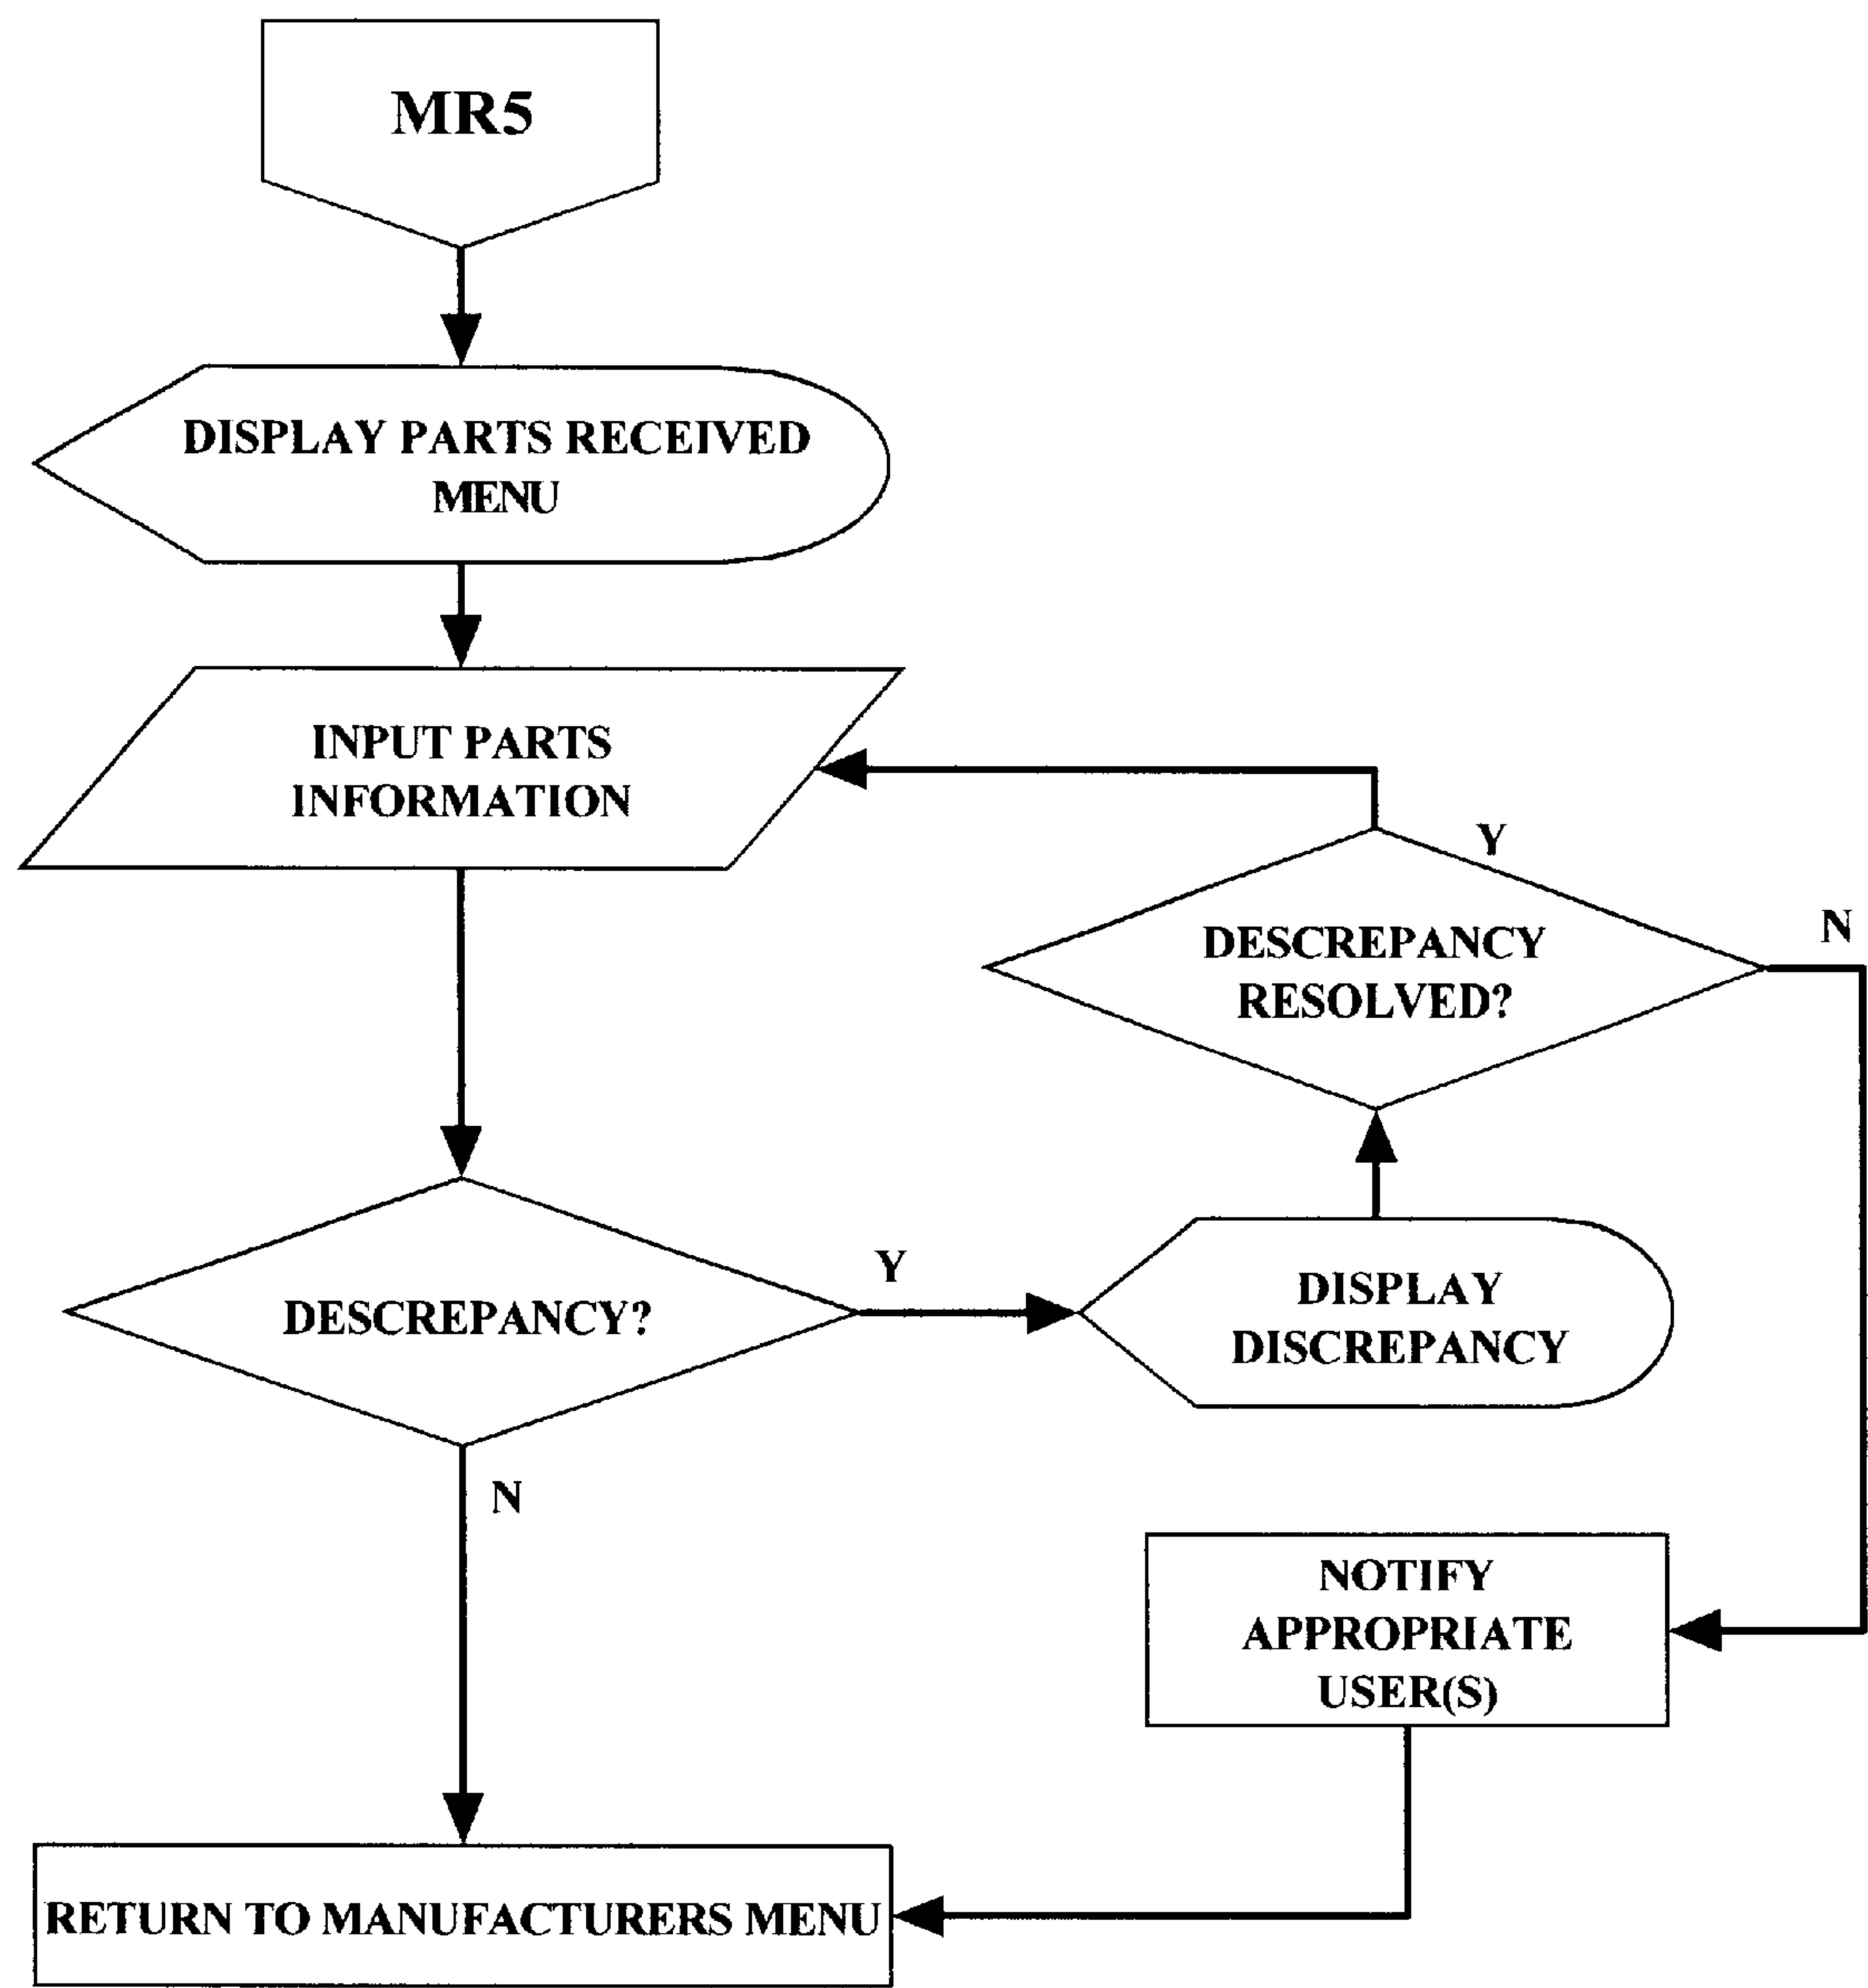 MR5
DISPLAY PARTS RECEIVED
MENU
INPUT PARTS
INFORMATION
Y
N
DESCREPANCY
RESOLVED?
DESCREPANCY?
Y
DISPLAY
DISCREPANCY
N
NOTIFY
APPROPRIATE
USER(S)
RETURN TO MANUFACTURERS MENU